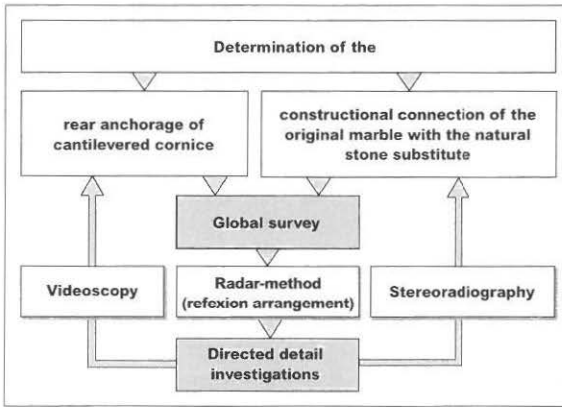 Determination of the
rear anchorage of
cantilevered cornice
constructional connection of the
original marble with the natural
stone substitute
Global survey
Videoscopy
Radar-method
(refexion arrangement)
Stereoradiography
Directed detail
investigations